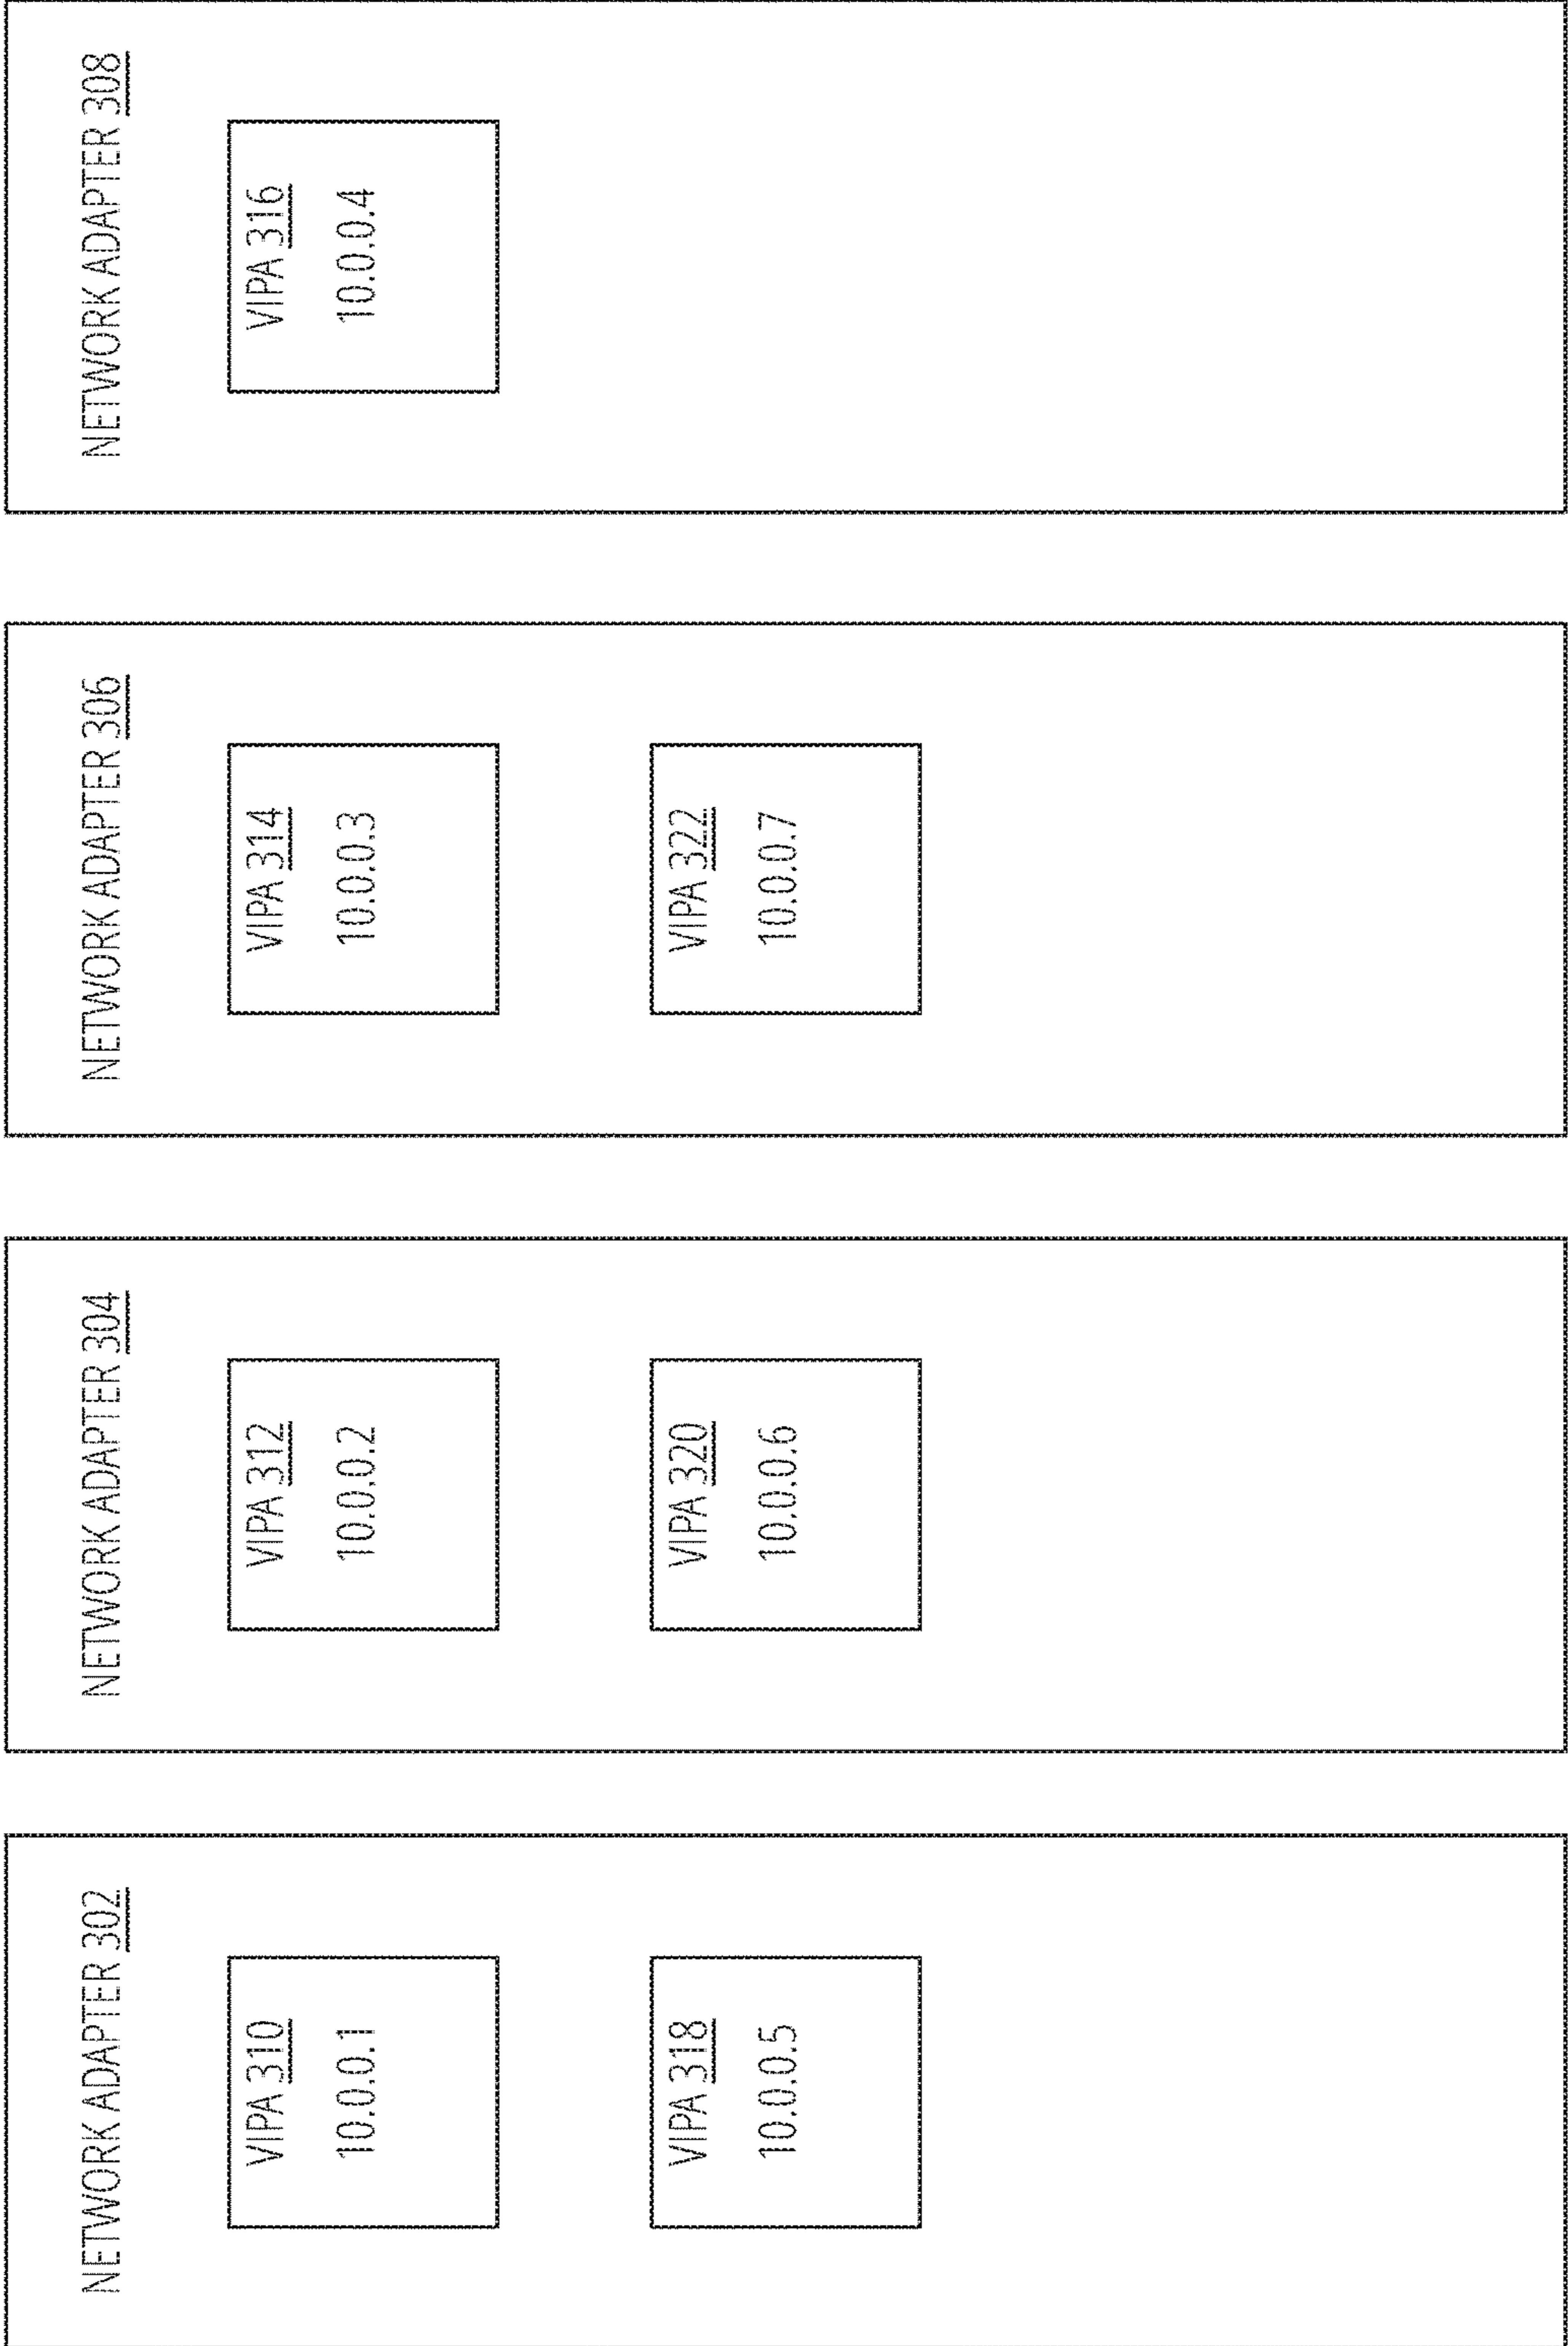 NETWORK ADAPTER 302
VIPA 310
10.0.0.1
VIPA 318
10.0.0.5
NETWORK ADAPTER 304
VIPA 312
10.0.0.2
VIPA 320
10.0.0.6
NETWORK ADAPTER 306
VIPA 314
10.0.0.3
VIPA 322
10.0.0.7
NETWORK ADAPTER 308
VIPA 316
10.0.0.4